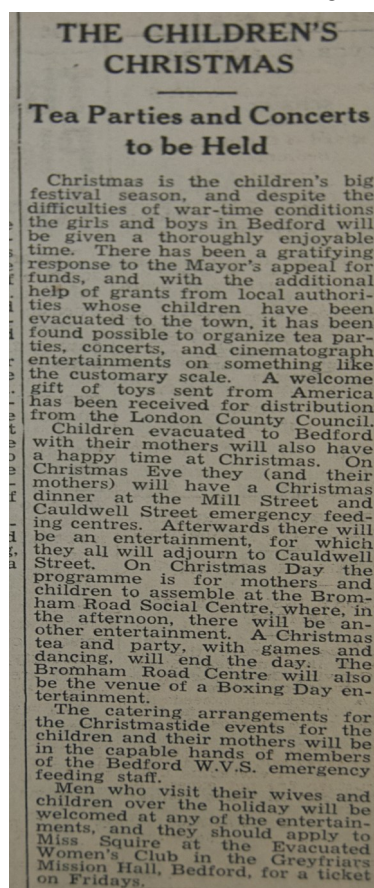 THE CHILDREN'S
CHRISTMAS
Tea Parties and Concerts
to be Held
Christmas is the children's big
festival season, and despite the
difficulties of war-time conditions
the girls and boys in Bedford will
be given a thoroughly enjoyable
time. There has been a gratifying
response to the Mayor's appeal for
funds, and with the additional
help of grants from local authori-
ties whose children have been
evacuated to the town, it has been
found possible to organize tea par-
ties, concerts, and cinematograph
entertainments on something like
the customary scale. A welcome
gift of toys sent from America
has been received for distribution
from the London County Council.
Children evacuated to Bedford
with their mothers will also have
a happy time at Christmas. On
Christmas Eve they (and their
mothers) will have a Christmas
dinner at the Mill Street and
Cauldwell Street emergency feed-
ing centres. Afterwards there will
be an entertainment, for which
they all will adjourn to Cauldwell
Street. On Christmas Day the
programme is for mothers and
children to assemble at the Brom-
ham Road Social Centre, where, in
the afternoon, there will be an-
other entertainment. A Christmas
tea and party, with games and
dancing, will end the day. The
Bromham Road Centre will also
be the venue of a Boxing Day en-
tertainment.
The catering arrangements for
the Christmastide events for the
children and their mothers will be
in the capable hands of members
of the Bedford W.V.S. emergency
feeding staff.
Men who visit their wives and
children over the holiday will be
welcomed at any of the entertain-
ments, and they should apply to
Miss Squire at the Evacuated
Women's Club in the Greyfriars
Mission Hall, Bedford, for a ticket
on Fridays.